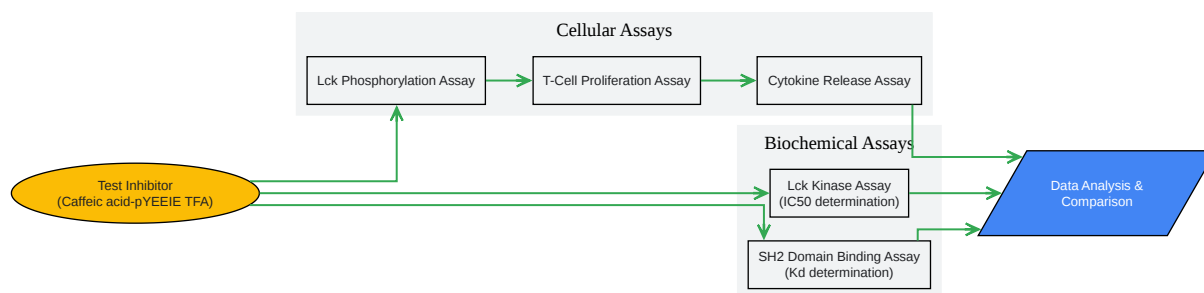 Cellular Assays
Lck Phosphorylation Assay
T-Cell Proliferation Assay
Cytokine Release Assay
Biochemical Assays
Test Inhibitor
(Caffeic acid-pYEEIE TFA)
Lck Kinase Assay
(IC50 determination)
SH2 Domain Binding Assay
(Kd determination)
Data Analysis &
Comparison